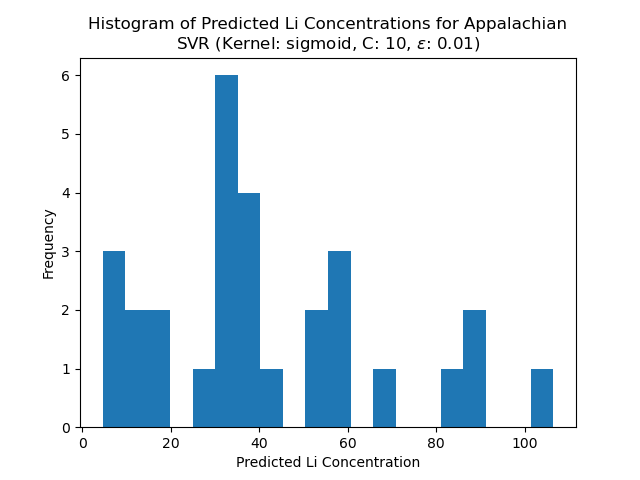 Histogram of Predicted Li Concentrations for Appalachian
SVR (Kernel: sigmoid, C: 10, ε: 0.01)
6
5
4
3
2
1
0
Frequency
0 20 40 60 80 100
Predicted Li Concentration